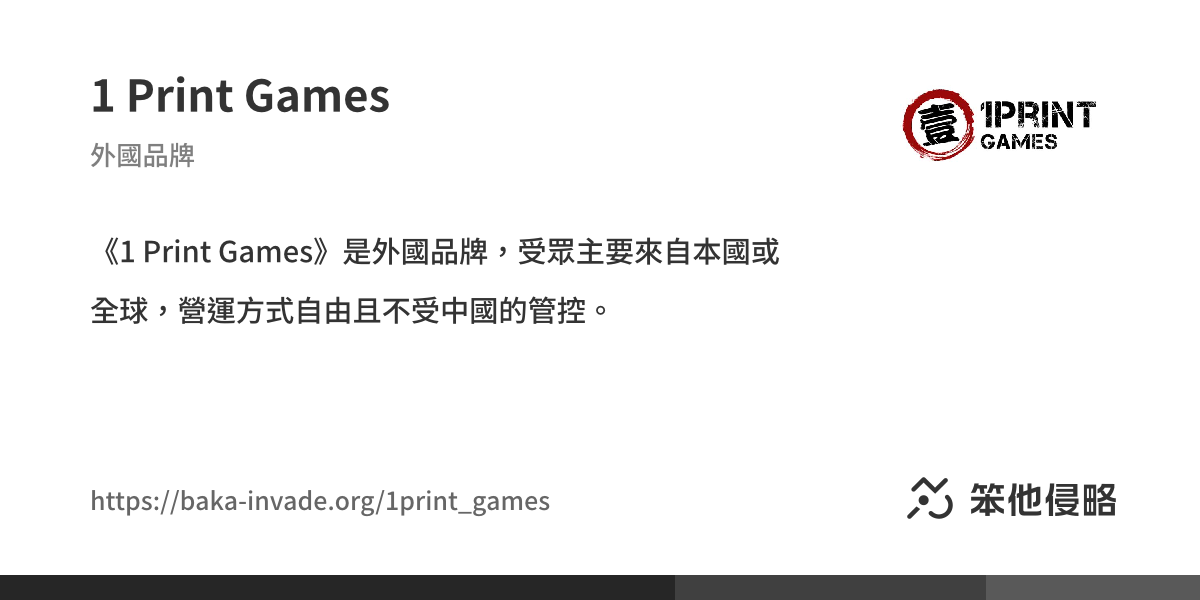 1 Print Games
外國品牌
壹
1PRINT
GAMES
《1 Print Games》是外國品牌，受眾主要來自本國或
全球，營運方式自由且不受中國的管控。
https://baka-invade.org/1print_games
笨他侵略